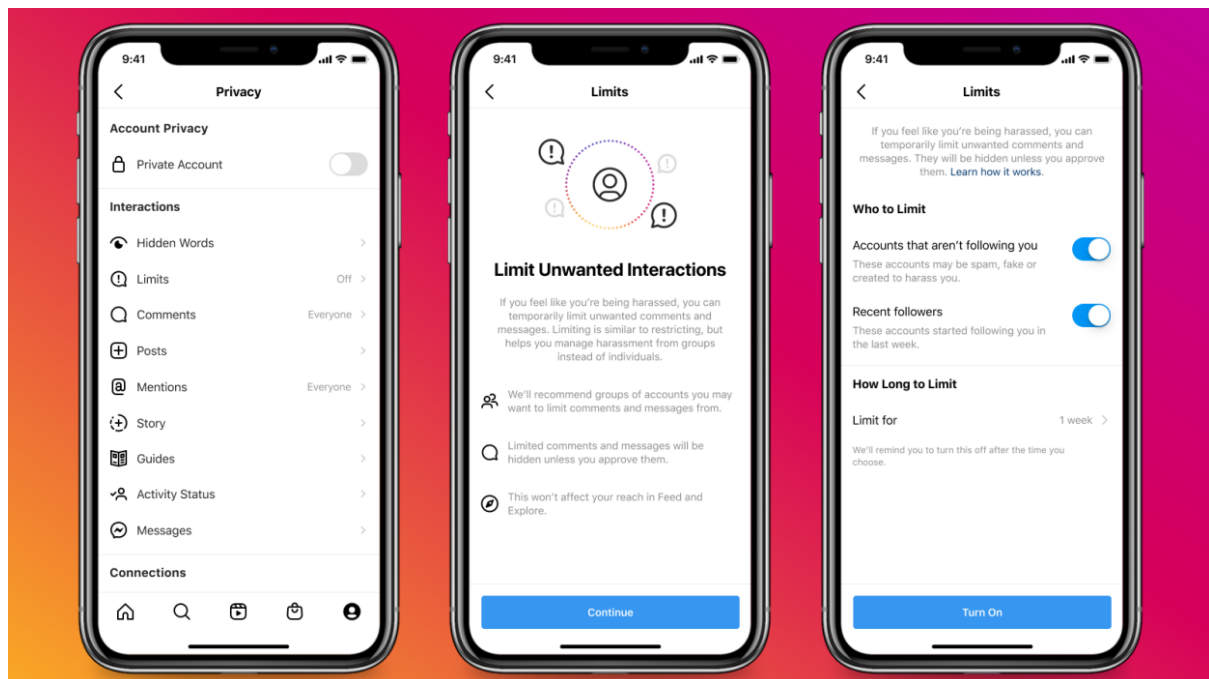 9:41
Privacy
Account Privacy
Private Account
Interactions
Hidden Words
Limits Off
Comments Everyone
Posts
Mentions Everyone
Story
Guides
Activity Status
Messages
Connections
9:41
Limits
Limit Unwanted Interactions
If you feel like you're being harassed, you can
temporarily limit unwanted comments and
messages. Limiting is similar to restricting, but
helps you manage harassment from groups
instead of individuals.
We'll recommend groups of accounts you may
want to limit comments and messages from.
Limited comments and messages will be
hidden unless you approve them.
This won't affect your reach in Feed and
Explore.
Continue
9:41
Limits
If you feel like you're being harassed, you can
temporarily limit unwanted comments and
messages. They will be hidden unless you approve
them. Learn how it works.
Who to Limit
Accounts that aren't following you
These accounts may be spam, fake or
created to harass you.
Recent followers
These accounts started following you in
the last week.
How Long to Limit
Limit for 1 week
We'll remind you to turn this off after the time you
choose.
Turn On